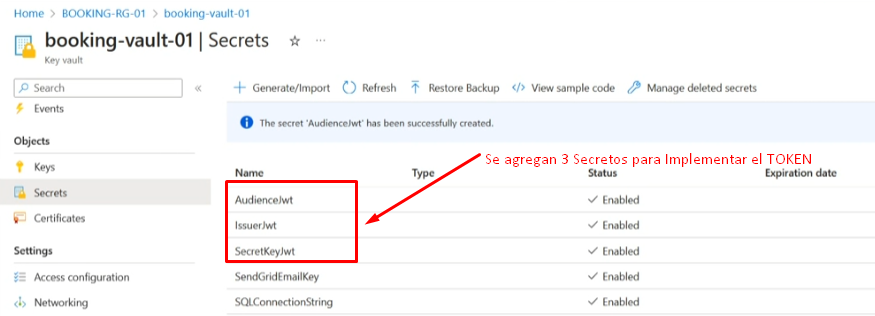 Home > BOOKING-RG-01 > booking-vault-01
booking-vault-01 | Secrets ☆ ...
Key vault
Search
«
Generate/Import Refresh Restore Backup View sample code Manage deleted secrets
Events
The secret 'AudienceJwt' has been successfully created.
Objects
Se agregan 3 Secretos para Implementar el TOKEN
Keys
Name Type Status Expiration date
Secrets
AudienceJwt ✓ Enabled
Certificates
IssuerJwt ✓ Enabled
Settings
SecretKeyJwt ✓ Enabled
Access configuration
SendGridEmailKey ✓ Enabled
Networking
SQLConnectionString ✓ Enabled